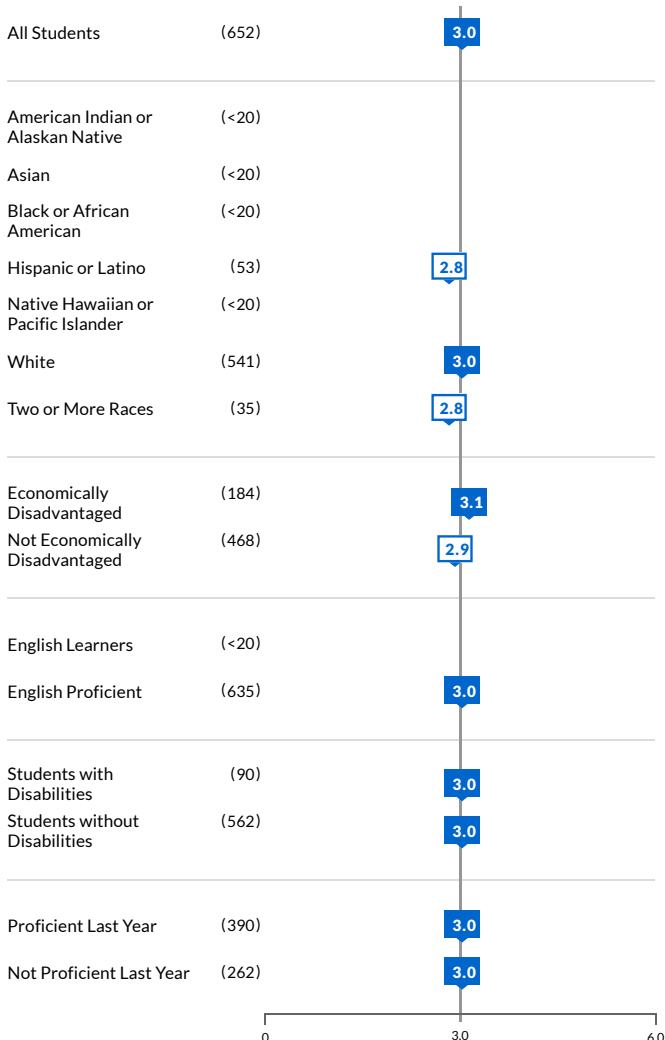 All Students (652) 3.0
American Indian or (<20)
Alaskan Native
Asian (<20)
Black or African (<20)
American
Hispanic or Latino (53) 2.8
Native Hawaiian or (<20)
Pacific Islander
White (541) 3.0
Two or More Races (35) 2.8
Economically (184) 3.1
Disadvantaged
Not Economically (468) 2.9
Disadvantaged
English Learners (<20)
English Proficient (635) 3.0
Students with (90) 3.0
Disabilities
Students without (562) 3.0
Disabilities
Proficient Last Year (390) 3.0
Not Proficient Last Year (262) 3.0
0 3.0 6.0